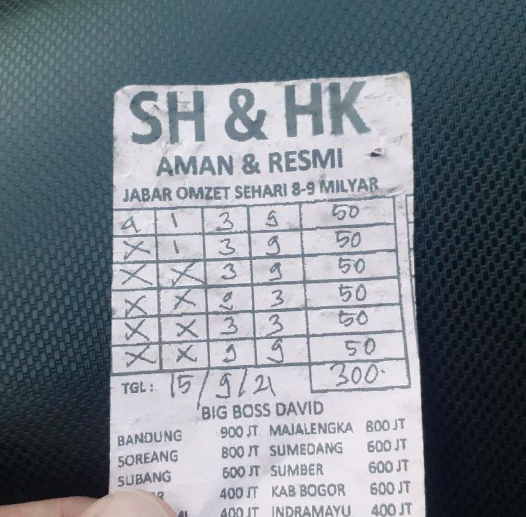 SH & HK
AMAN & RESMI
JABAR OMZET SEHARI 8-9 MILYAR
9 1 3 9 50
X 1 3 9 50
X X 3 9 50
X X 9 3 50
X X 3 3 50
X X 9 9 50
TGL : 15/9/21 300.
BIG BOSS DAVID
BANDUNG 900 JT MAJALENGKA 800 JT
SOREANG 800 JT SUMEDANG 600 JT
SUBANG 600 JT SUMBER 600 JT
400 JT KAB BOGOR 600 JT
400 JT INDRAMAYU 400 JT